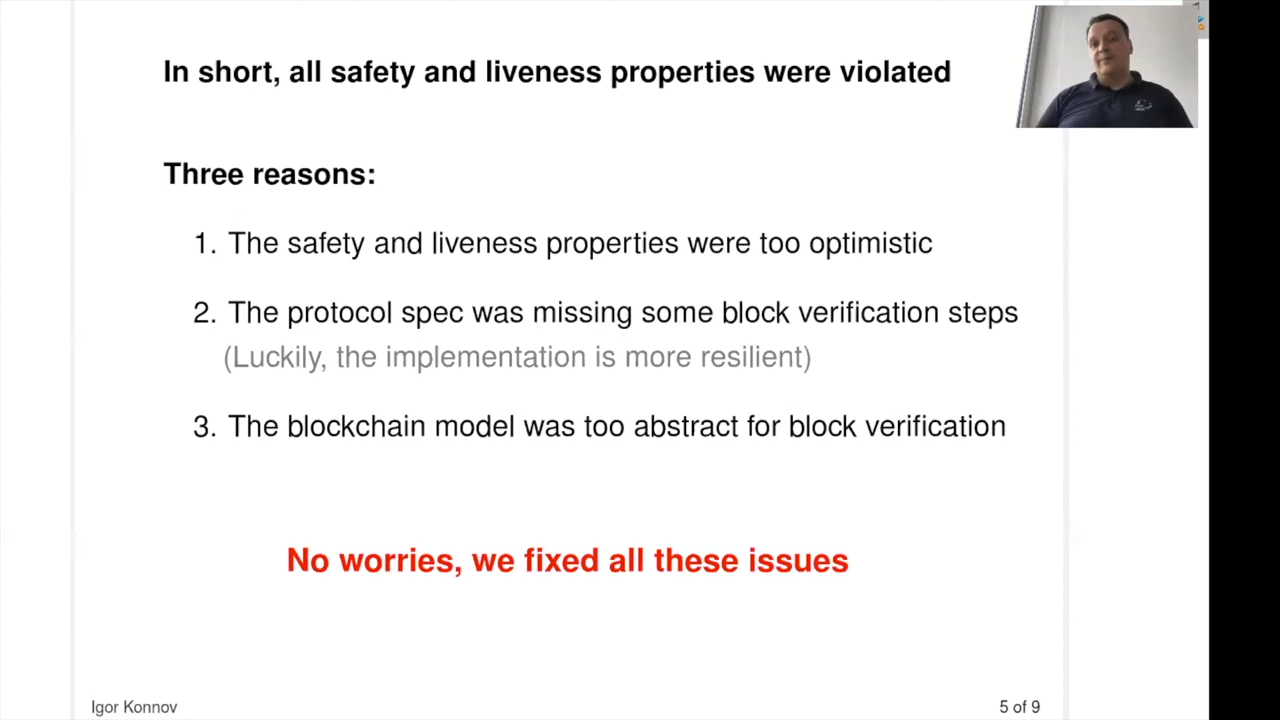 In short, all safety and liveness properties were violated
Three reasons:
1. The safety and liveness properties were too optimistic
2. The protocol spec was missing some block verification steps
(Luckily, the implementation is more resilient)
3. The blockchain model was too abstract for block verification
No worries, we fixed all these issues
Igor Konnov
5 of 9